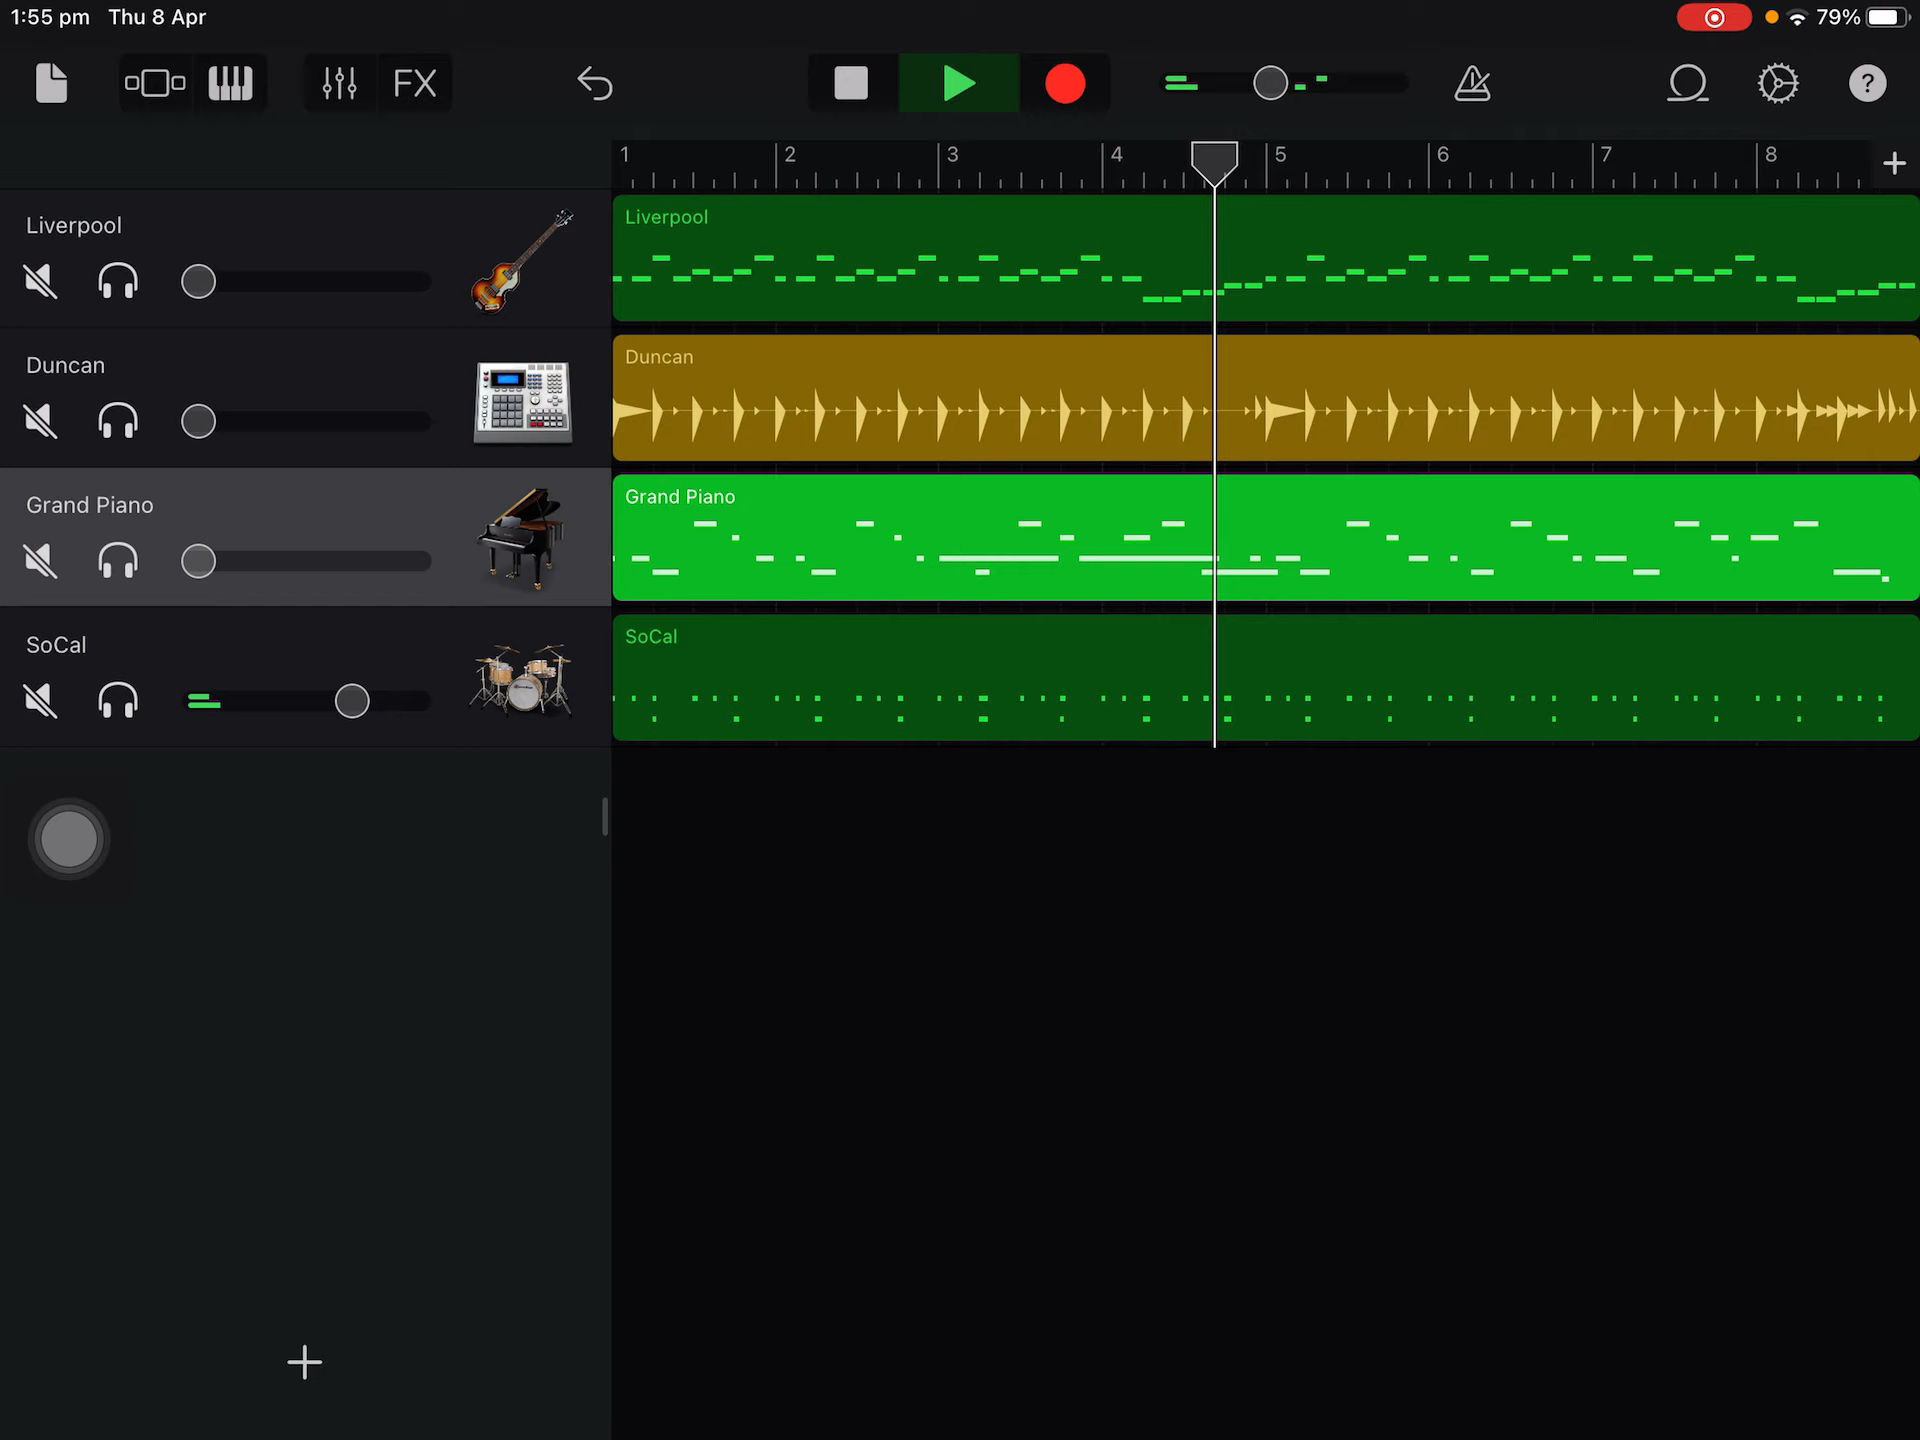 1:55 pm Thu 8 Apr
79%
FX
?
1 2 3 4 5 6 7 8
Liverpool
Liverpool
Duncan
Duncan
Grand Piano
Grand Piano
SoCal
SoCal